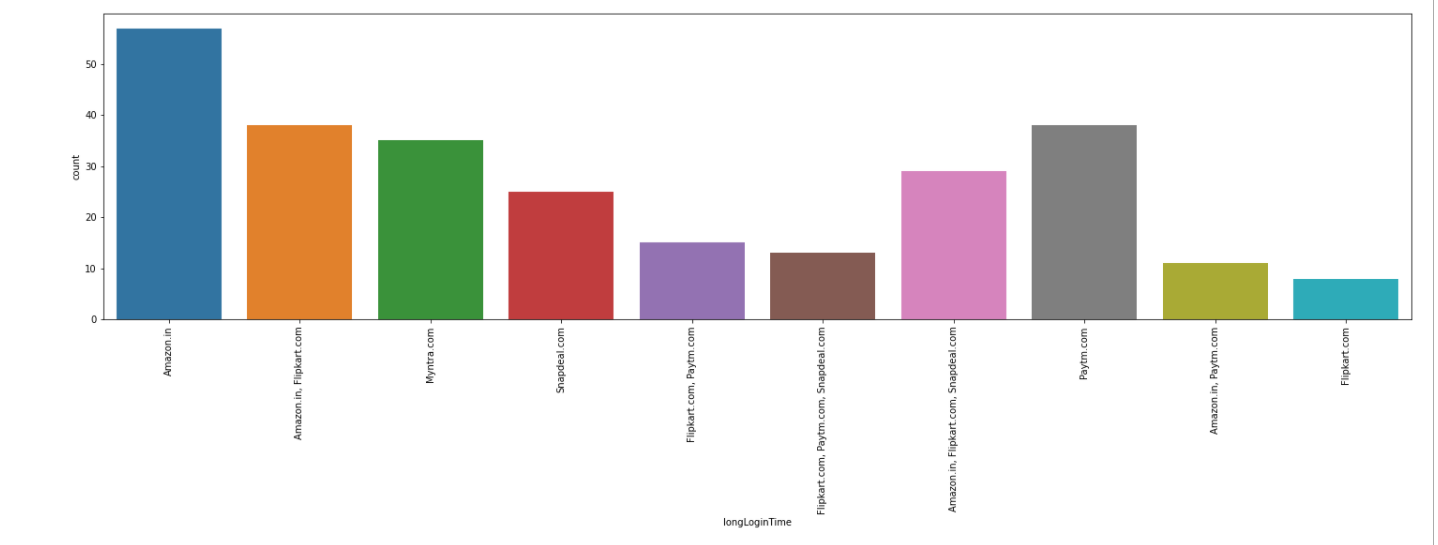 50
40
30
20
10
0
count
Amazon.in
Amazon.in, Flipkart.com
Myntra.com
Snapdeal.com
Flipkart.com, Paytm.com
Flipkart.com, Paytm.com, Snapdeal.com
Amazon.in, Flipkart.com, Snapdeal.com
Paytm.com
Amazon.in, Paytm.com
Flipkart.com
longLoginTime